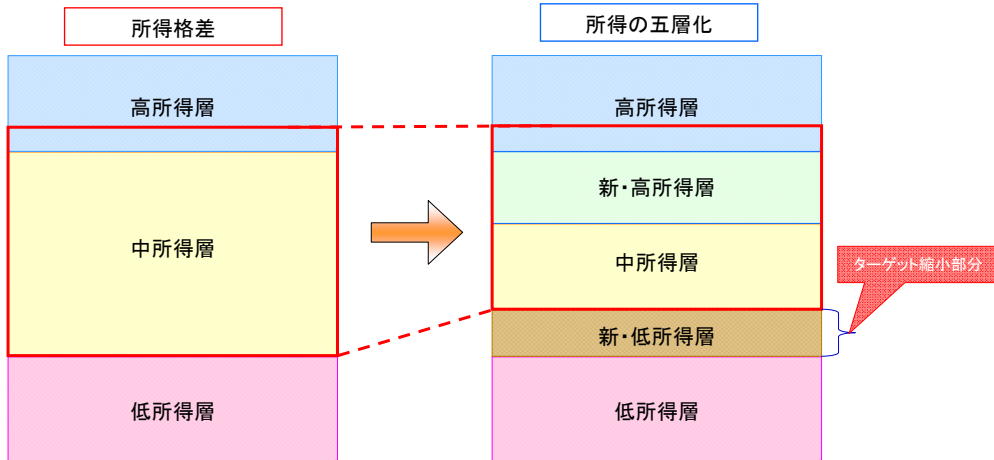 所得格差
高所得層
中所得層
低所得層
所得の五層化
高所得層
新・高所得層
中所得層
新・低所得層
低所得層
ターゲット縮小部分